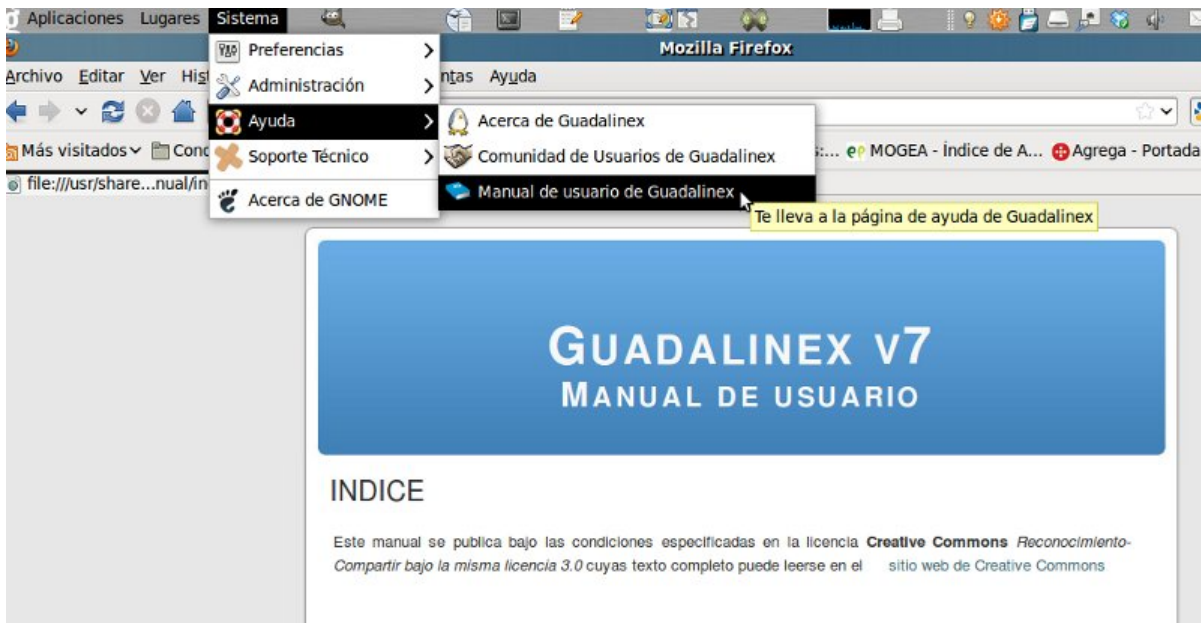 Aplicaciones Lugares Sistema
Mozilla Firefox
Archivo Editar Ver Hist ntas Ayuda
Preferencias
Administración
Ayuda
Soporte Técnico
Acerca de GNOME
Acerca de Guadalinex
Comunidad de Usuarios de Guadalinex
Manual de usuario de Guadalinex
Te lleva a la página de ayuda de Guadalinex
Más visitados Cono s:... MOGEA - Índice de A... Agrega - Portada
file:///usr/share...nual/in
GUADALINEX V7
MANUAL DE USUARIO
INDICE
Este manual se publica bajo las condiciones especificadas en la licencia Creative Commons Reconocimiento-
Compartir bajo la misma licencia 3.0 cuyas texto completo puede leerse en el sitio web de Creative Commons